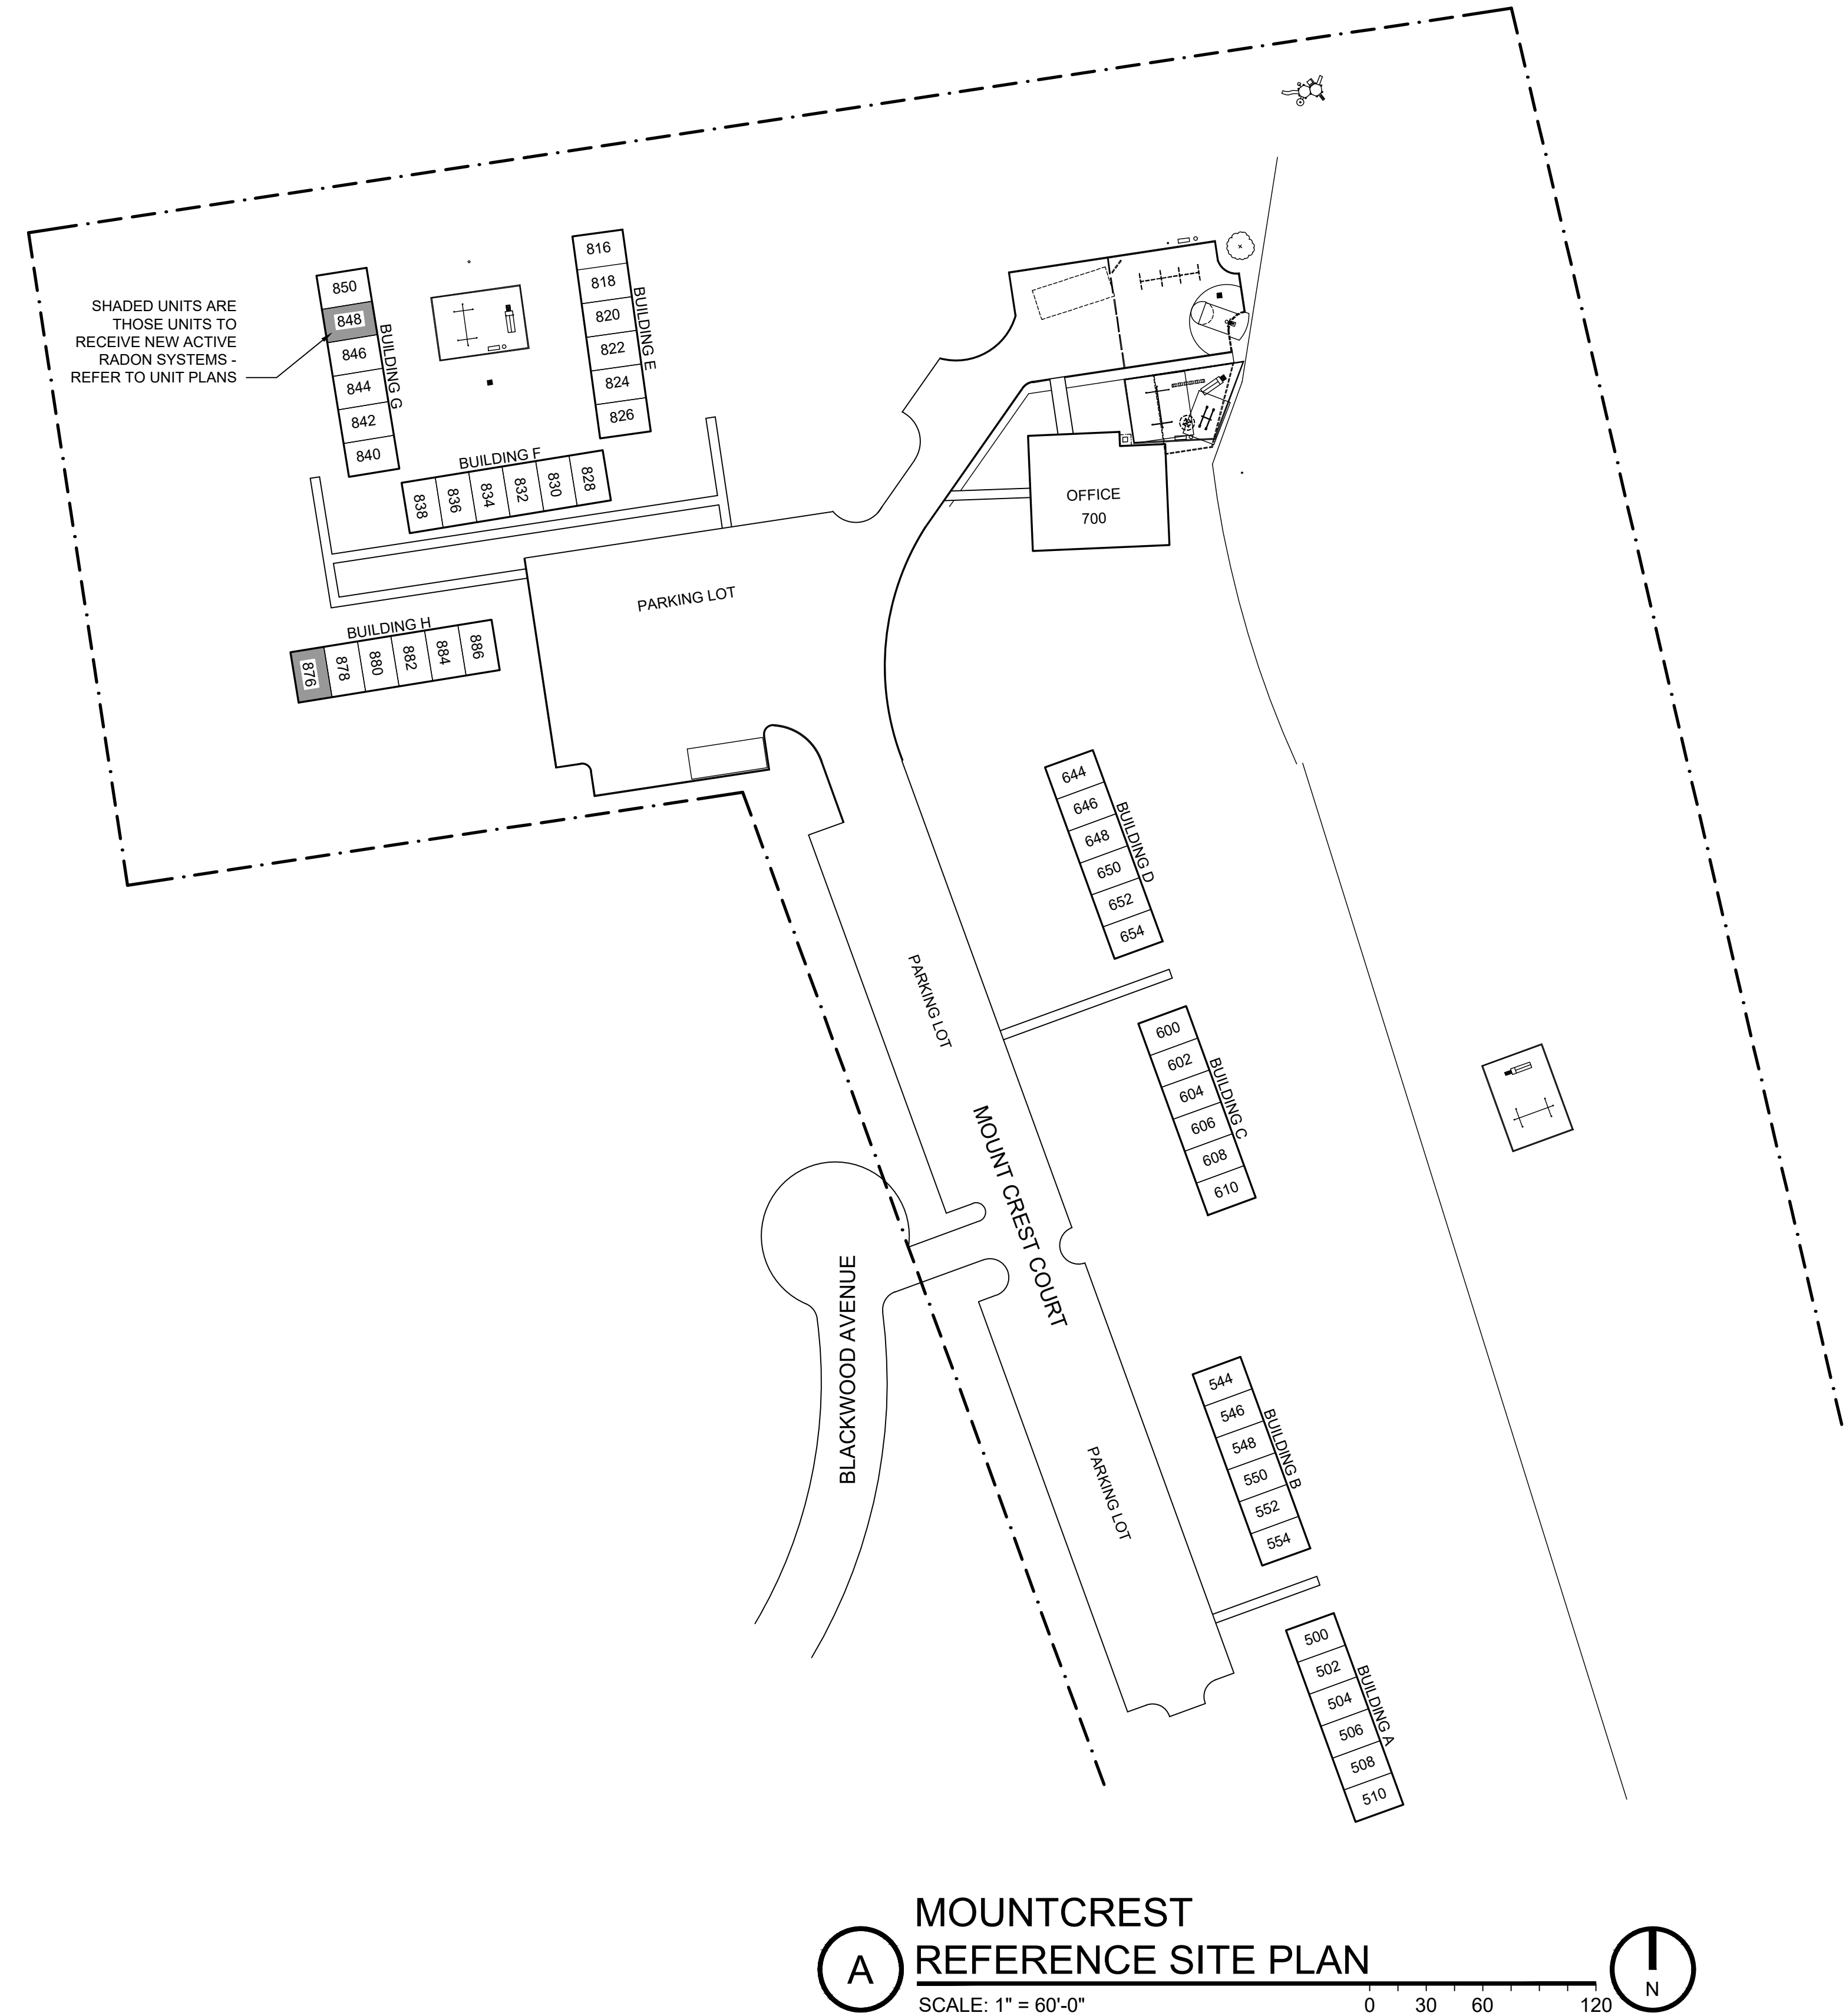 816
818
820
822
824
826
BUILDING E
850
848
846
844
842
840
BUILDING G
SHADED UNITS ARE
THOSE UNITS TO
RECEIVE NEW ACTIVE
RADON SYSTEMS -
REFER TO UNIT PLANS
BUILDING F
838
836
834
832
830
828
OFFICE
700
PARKING LOT
BUILDING H
876
878
880
882
884
886
644
646
648
650
652
654
BUILDING D
PARKING LOT
600
602
604
606
608
610
BUILDING C
MOUNT CREST COURT
BLACKWOOD AVENUE
544
546
548
550
552
554
BUILDING B
PARKING LOT
500
502
504
506
508
510
BUILDING A
A
MOUNTCREST
REFERENCE SITE PLAN
SCALE: 1" = 60'-0"
0 30 60 120
N